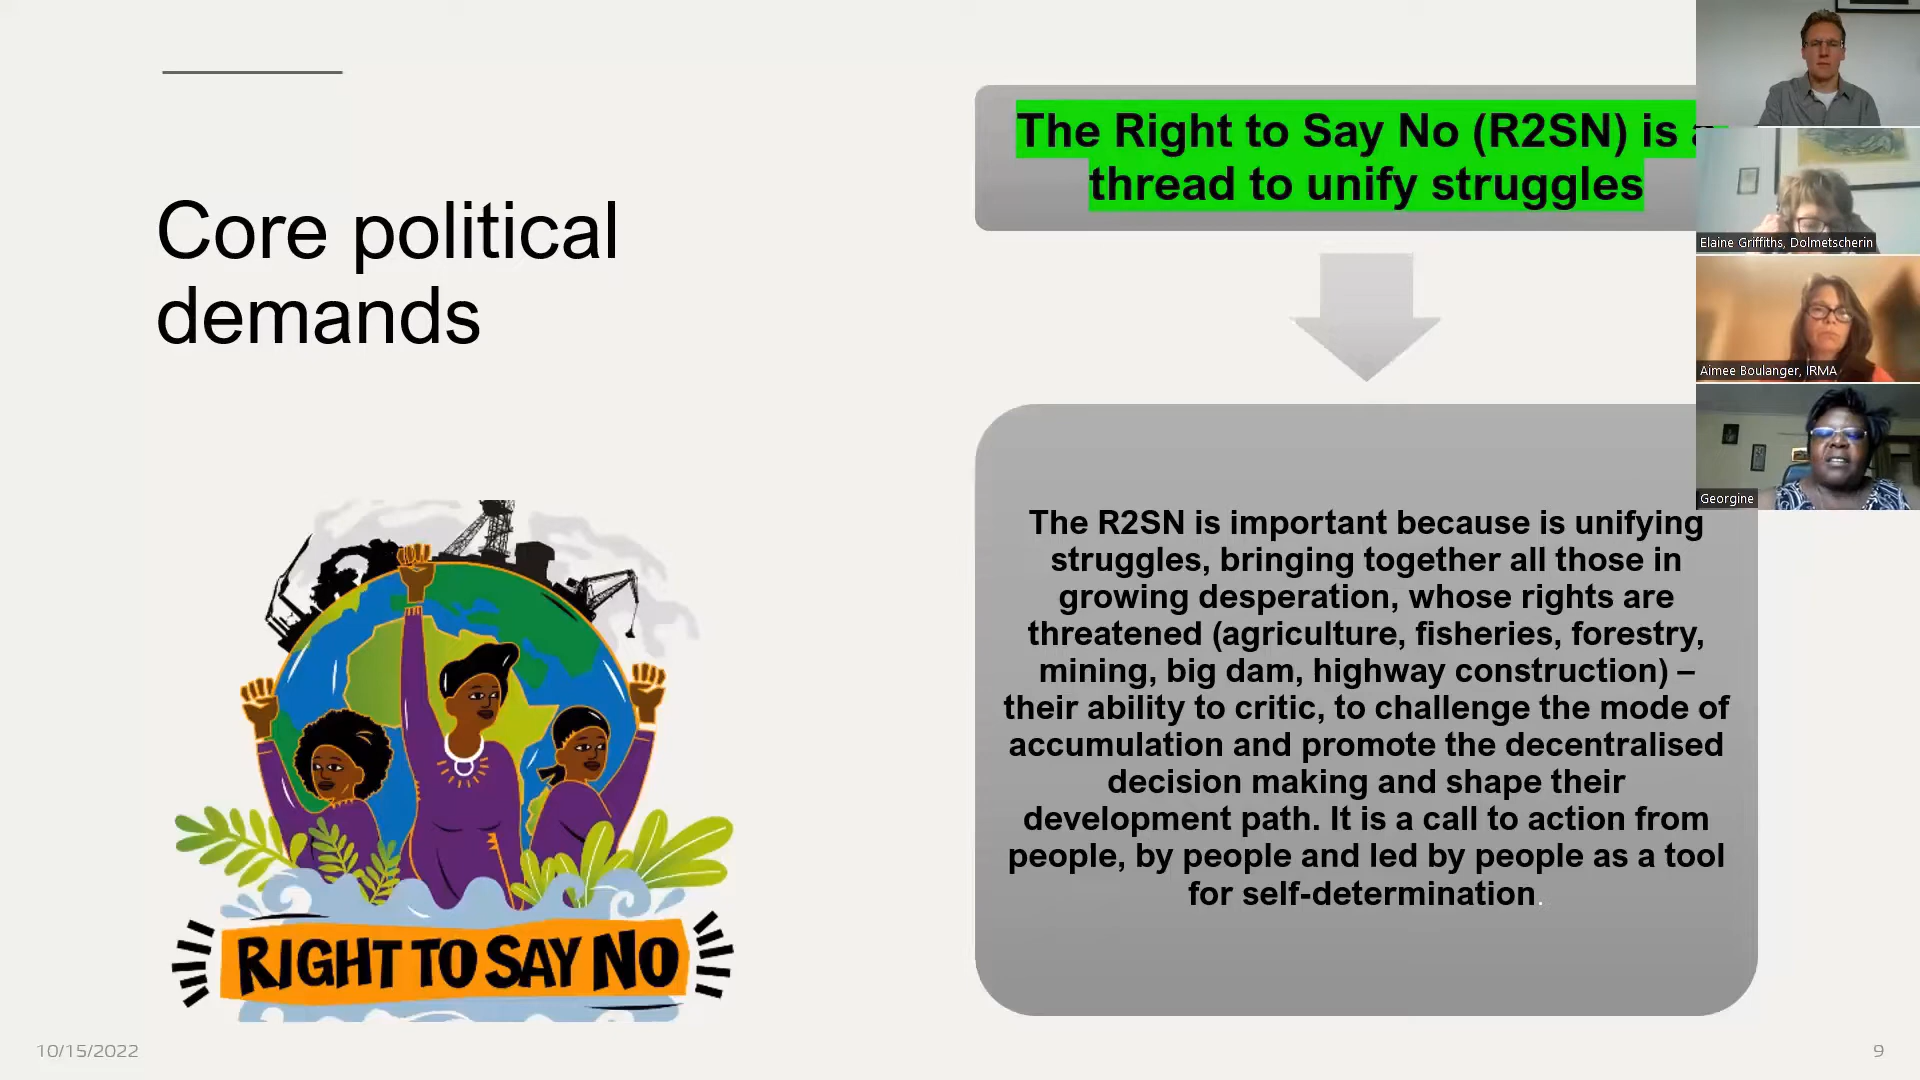 Core political
demands
The Right to Say No (R2SN) is a
thread to unify struggles
The R2SN is important because is unifying
struggles, bringing together all those in
growing desperation, whose rights are
threatened (agriculture, fisheries, forestry,
mining, big dam, highway construction) –
their ability to critic, to challenge the mode of
accumulation and promote the decentralised
decision making and shape their
development path. It is a call to action from
people, by people and led by people as a tool
for self-determination.
RIGHT TO SAY NO
Elaine Griffiths, Dolmetscherin
Aimee Boulanger, IRMA
Georgine
10/15/2022
9